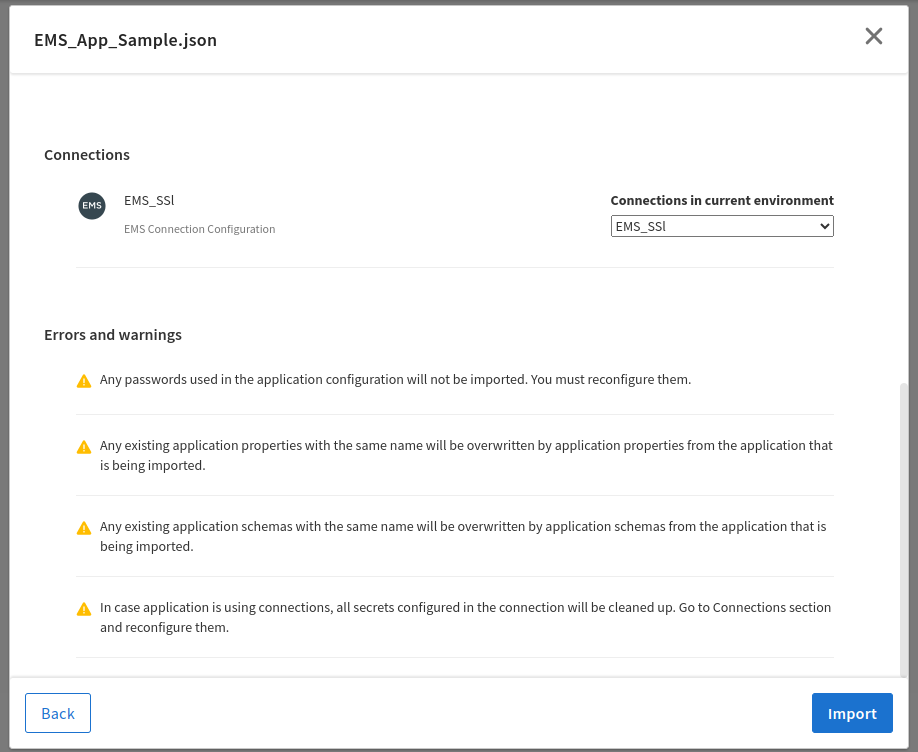 EMS_App_Sample.json
Connections
EMS
EMS_SSl
EMS Connection Configuration
Connections in current environment
EMS_SSl
Errors and warnings
Any passwords used in the application configuration will not be imported. You must reconfigure them.
Any existing application properties with the same name will be overwritten by application properties from the application that
is being imported.
Any existing application schemas with the same name will be overwritten by application schemas from the application that is
being imported.
In case application is using connections, all secrets configured in the connection will be cleaned up. Go to Connections section
and reconfigure them.
Back
Import